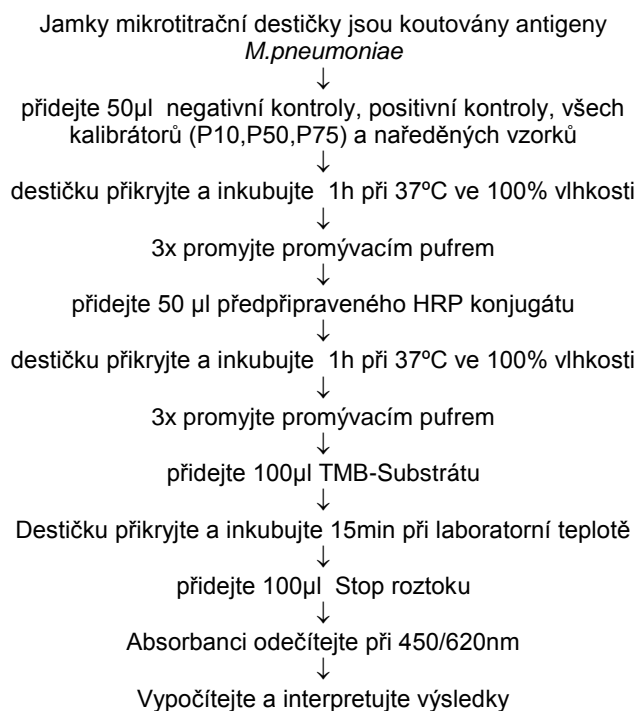 Jamky mikrotitrační destičky jsou koutovány antigeny
M.pneumoniae
↓
přidejte 50µl negativní kontroly, positivní kontroly, všech
kalibrátorů (P10,P50,P75) a naředěných vzorků
↓
destičku přikryjte a inkubujte 1h při 37ºC ve 100% vlhkosti
↓
3x promyjte promývacím pufrem
↓
přidejte 50 µl předpřipraveného HRP konjugátu
↓
destičku přikryjte a inkubujte 1h při 37ºC ve 100% vlhkosti
↓
3x promyjte promývacím pufrem
↓
přidejte 100µl TMB-Substrátu
↓
Destičku přikryjte a inkubujte 15min při laboratorní teplotě
↓
přidejte 100µl Stop roztoku
↓
Absorbanci odečítejte při 450/620nm
↓
Vypočítejte a interpretujte výsledky